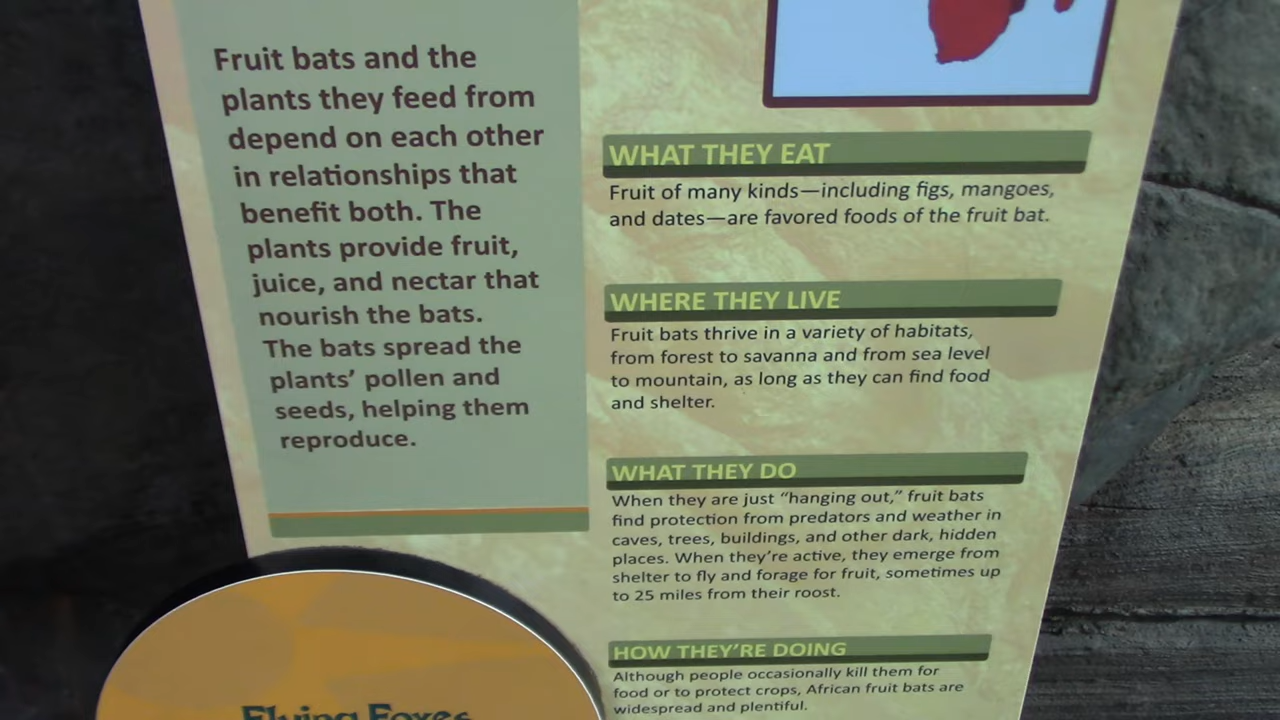 Fruit bats and the
plants they feed from
depend on each other
in relationships that
benefit both. The
plants provide fruit,
juice, and nectar that
nourish the bats.
The bats spread the
plants' pollen and
seeds, helping them
reproduce.
WHAT THEY EAT
Fruit of many kinds—including figs, mangoes,
and dates—are favored foods of the fruit bat.
WHERE THEY LIVE
Fruit bats thrive in a variety of habitats,
from forest to savanna and from sea level
to mountain, as long as they can find food
and shelter.
WHAT THEY DO
When they are just “hanging out,” fruit bats
find protection from predators and weather in
caves, trees, buildings, and other dark, hidden
places. When they're active, they emerge from
shelter to fly and forage for fruit, sometimes up
to 25 miles from their roost.
HOW THEY'RE DOING
Although people occasionally kill them for
food or to protect crops, African fruit bats are
widespread and plentiful.
Flying Foxes